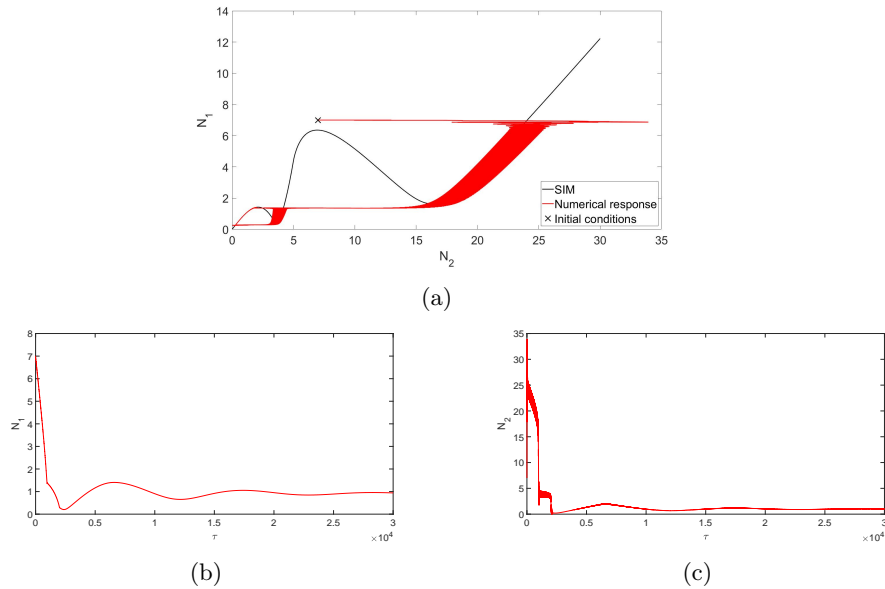 14
12
10
8
6
4
2
0
N1
0 5 10 15 20 25 30 35
N2
SIM
Numerical response
Initial conditions
(a)
8
7
6
5
4
3
2
1
0
N1
0 0.5 1 1.5 2 2.5 3
τ
×10^4
(b)
35
30
25
20
15
10
5
0
N2
0 0.5 1 1.5 2 2.5 3
τ
×10^4
(c)